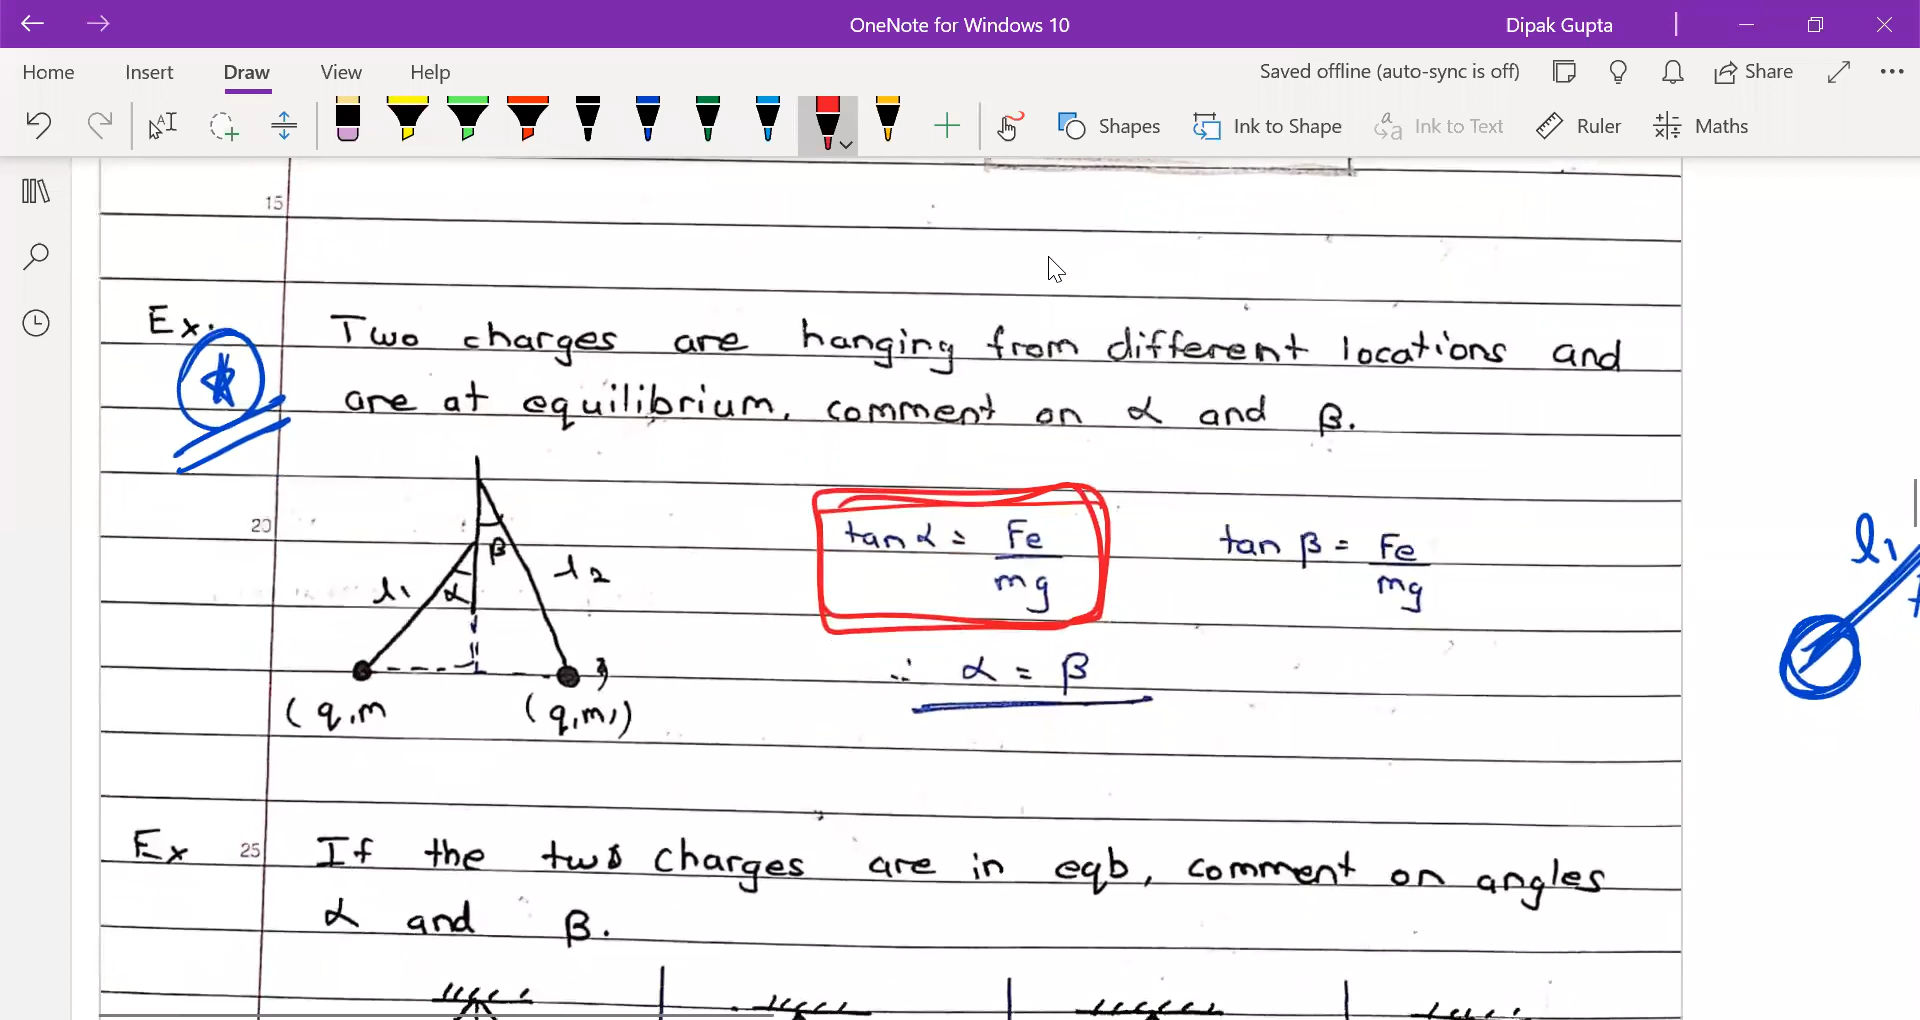 OneNote for Windows 10
Dipak Gupta
Home Insert Draw View Help
Saved offline (auto-sync is off) Share
Shapes Ink to Shape Ink to Text Ruler Maths
15
Ex. Two charges are hanging from different locations and
are at equilibrium, comment on α and β.
20
tan α = Fe/mg tan β = Fe/mg
β
l1 α l2
l1
∴ α = β
(q,m (q,m,)
Ex 25 If the two charges are in eqb, comment on angles
α and β.